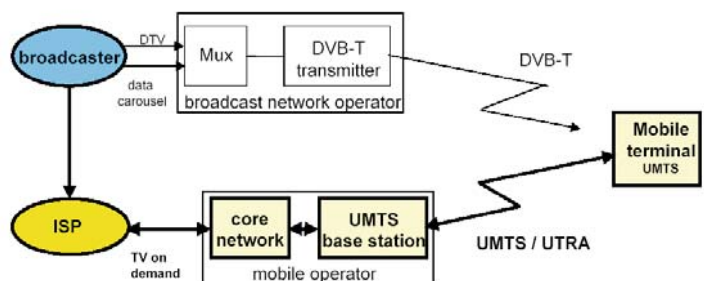 DTV
broadcaster
data
carousel
Mux
DVB-T
transmitter
broadcast network operator
DVB-T
Mobile
terminal
UMTS
ISP
TV on
demand
core
network
UMTS
base station
mobile operator
UMTS / UTRA